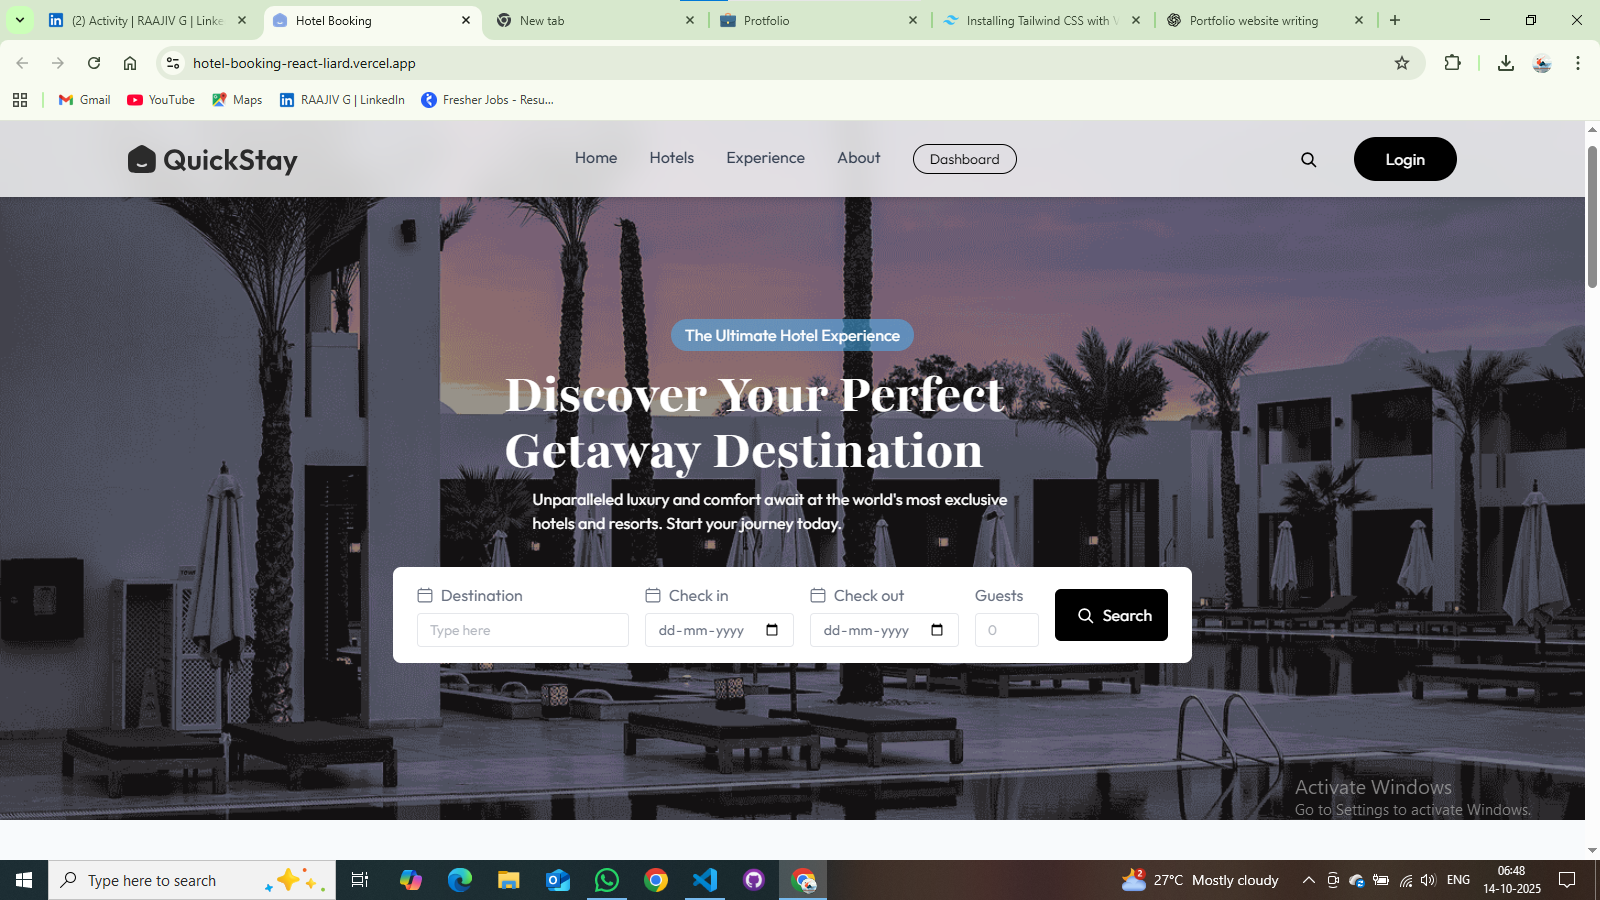 (2) Activity | RAAJIV G | Linke
Hotel Booking
New tab
Protfolio
Installing Tailwind CSS with V
Portfolio website writing
hotel-booking-react-liard.vercel.app
Gmail
YouTube
Maps
RAAJIV G | LinkedIn
Fresher Jobs - Resu...
QuickStay
Home
Hotels
Experience
About
Dashboard
Login
The Ultimate Hotel Experience
Discover Your Perfect
Getaway Destination
Unparalleled luxury and comfort await at the world's most exclusive
hotels and resorts. Start your journey today.
Destination
Check in
Check out
Guests
Type here
dd-mm-yyyy
dd-mm-yyyy
0
Search
Activate Windows
Go to Settings to activate Windows.
Type here to search
2
27°C Mostly cloudy
ENG
06:48
14-10-2025